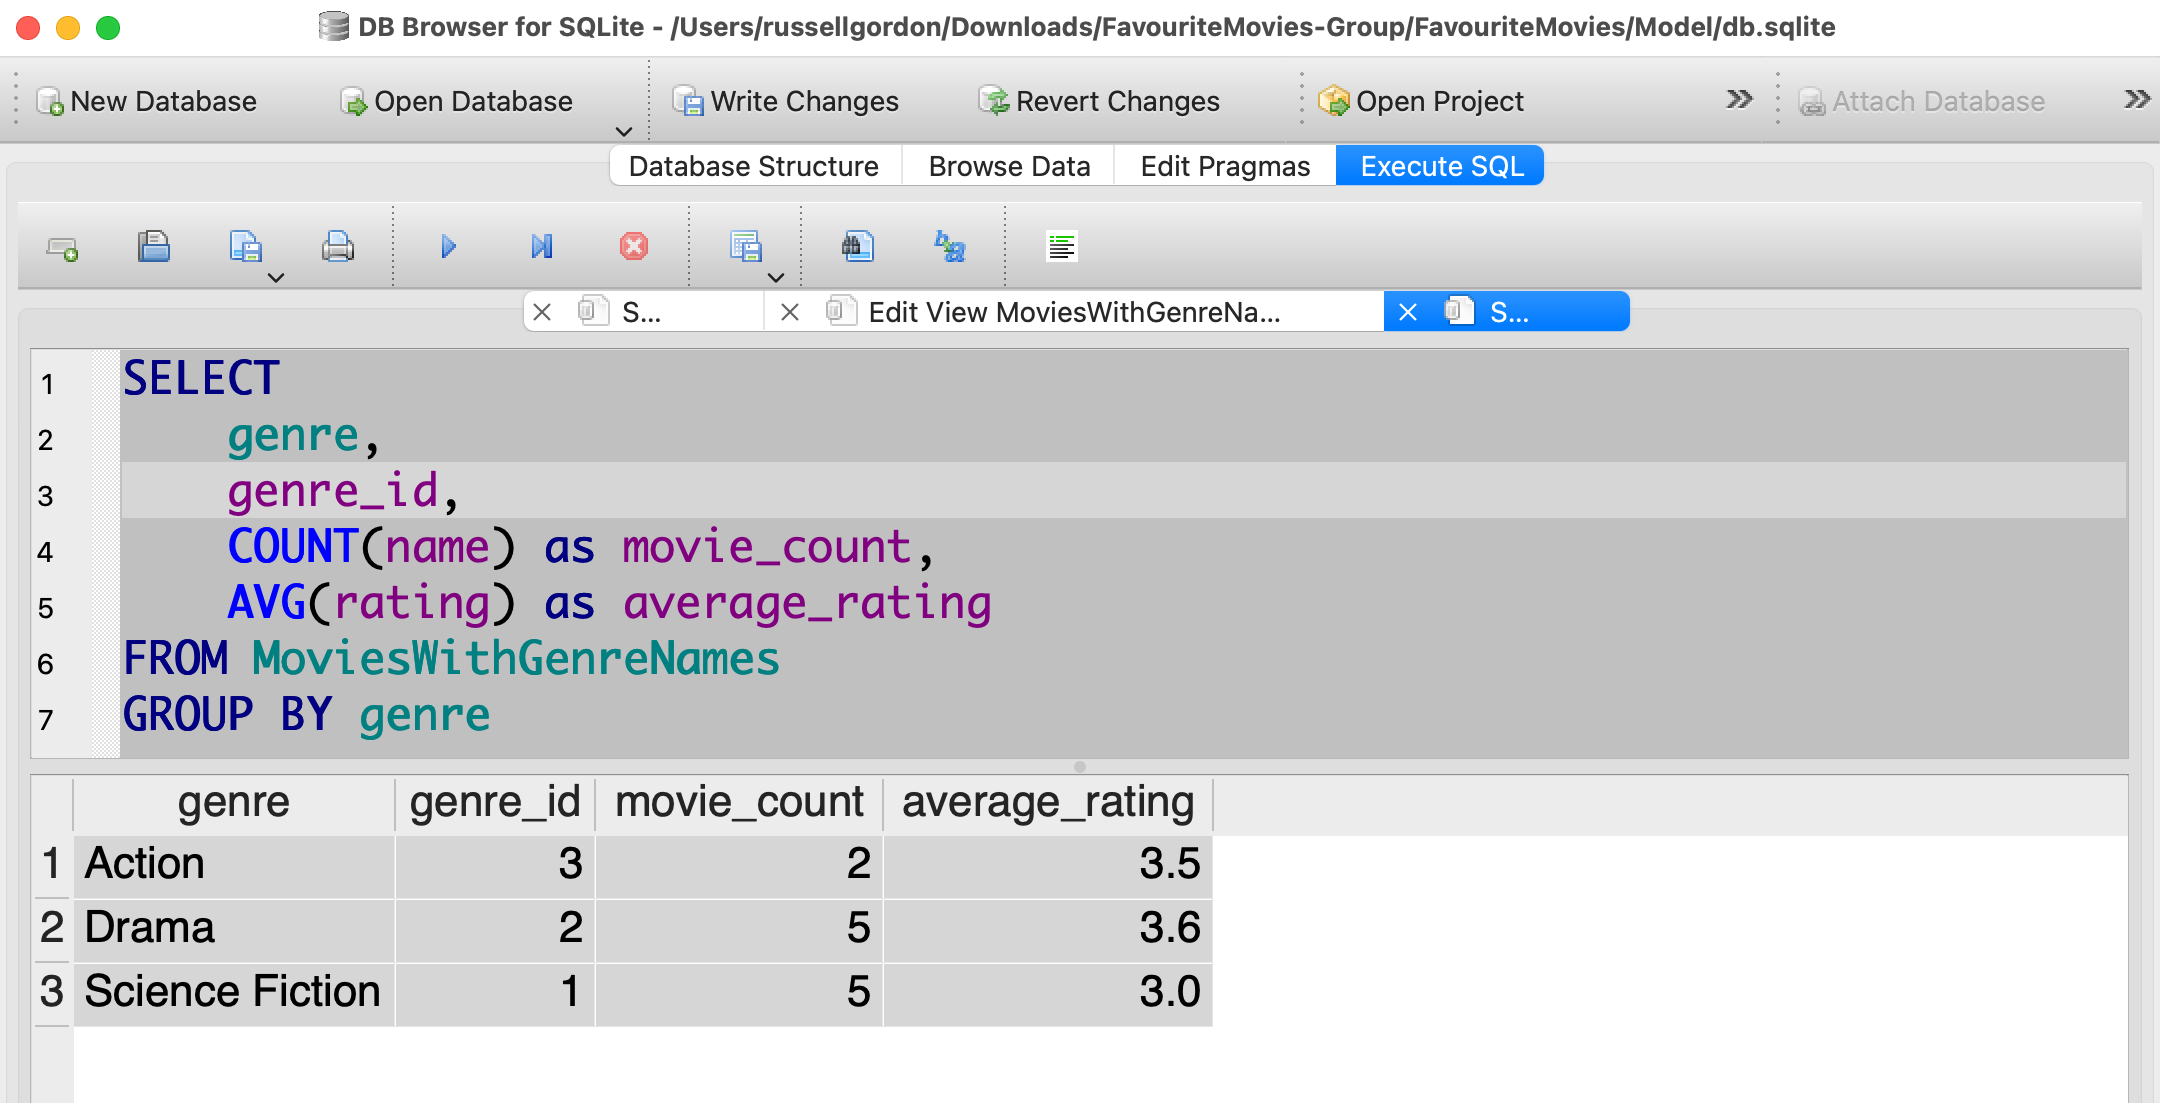 DB Browser for SQLite - /Users/russellgordon/Downloads/FavouriteMovies-Group/FavouriteMovies/Model/db.sqlite
New Database Open Database Write Changes Revert Changes Open Project Attach Database
Database Structure Browse Data Edit Pragmas Execute SQL
S... Edit View MoviesWithGenreNa... S...
1 SELECT
2 genre,
3 genre_id,
4 COUNT(name) as movie_count,
5 AVG(rating) as average_rating
6 FROM MoviesWithGenreNames
7 GROUP BY genre
genre genre_id movie_count average_rating
1 Action 3 2 3.5
2 Drama 2 5 3.6
3 Science Fiction 1 5 3.0